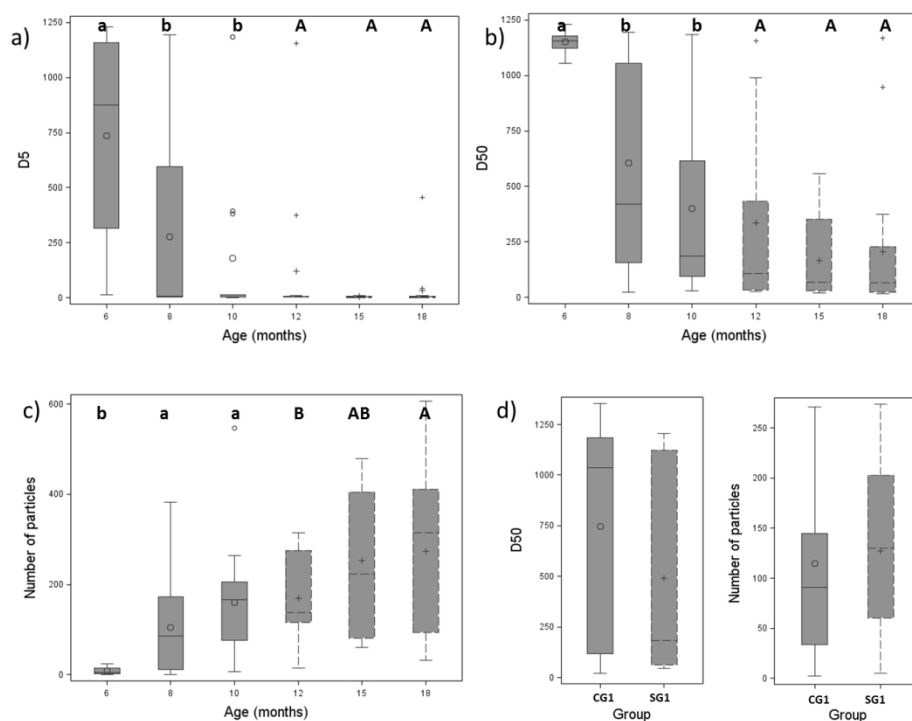 a)
a b b A A A
1250
1000
750
500
250
0
D5
6 8 10 12 15 18
Age (months)
b)
a b b A A A
1250
1000
750
500
250
0
D50
6 8 10 12 15 18
Age (months)
c)
b a a B AB A
600
400
200
0
Number of particles
6 8 10 12 15 18
Age (months)
d)
1250
1000
750
500
250
0
D50
CG1 SG1
Group
250
200
150
100
50
0
Number of particles
CG1 SG1
Group